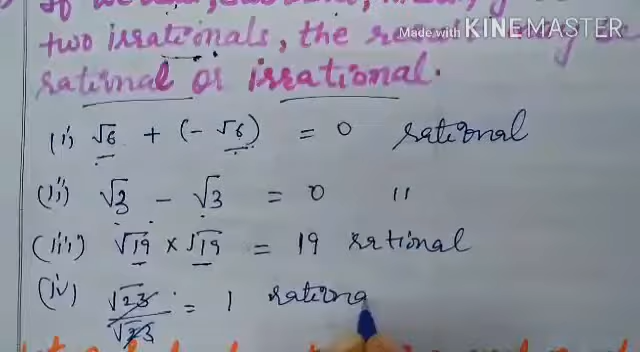 Made with KINEMASTER
two irrationals, the
rational or irrational.
(i) √6 + (-√6) = 0 rational
(ii) √3 - √3 = 0 "
(iii) √19 × √19 = 19 rational
(iv) √23/√23 = 1 rationa